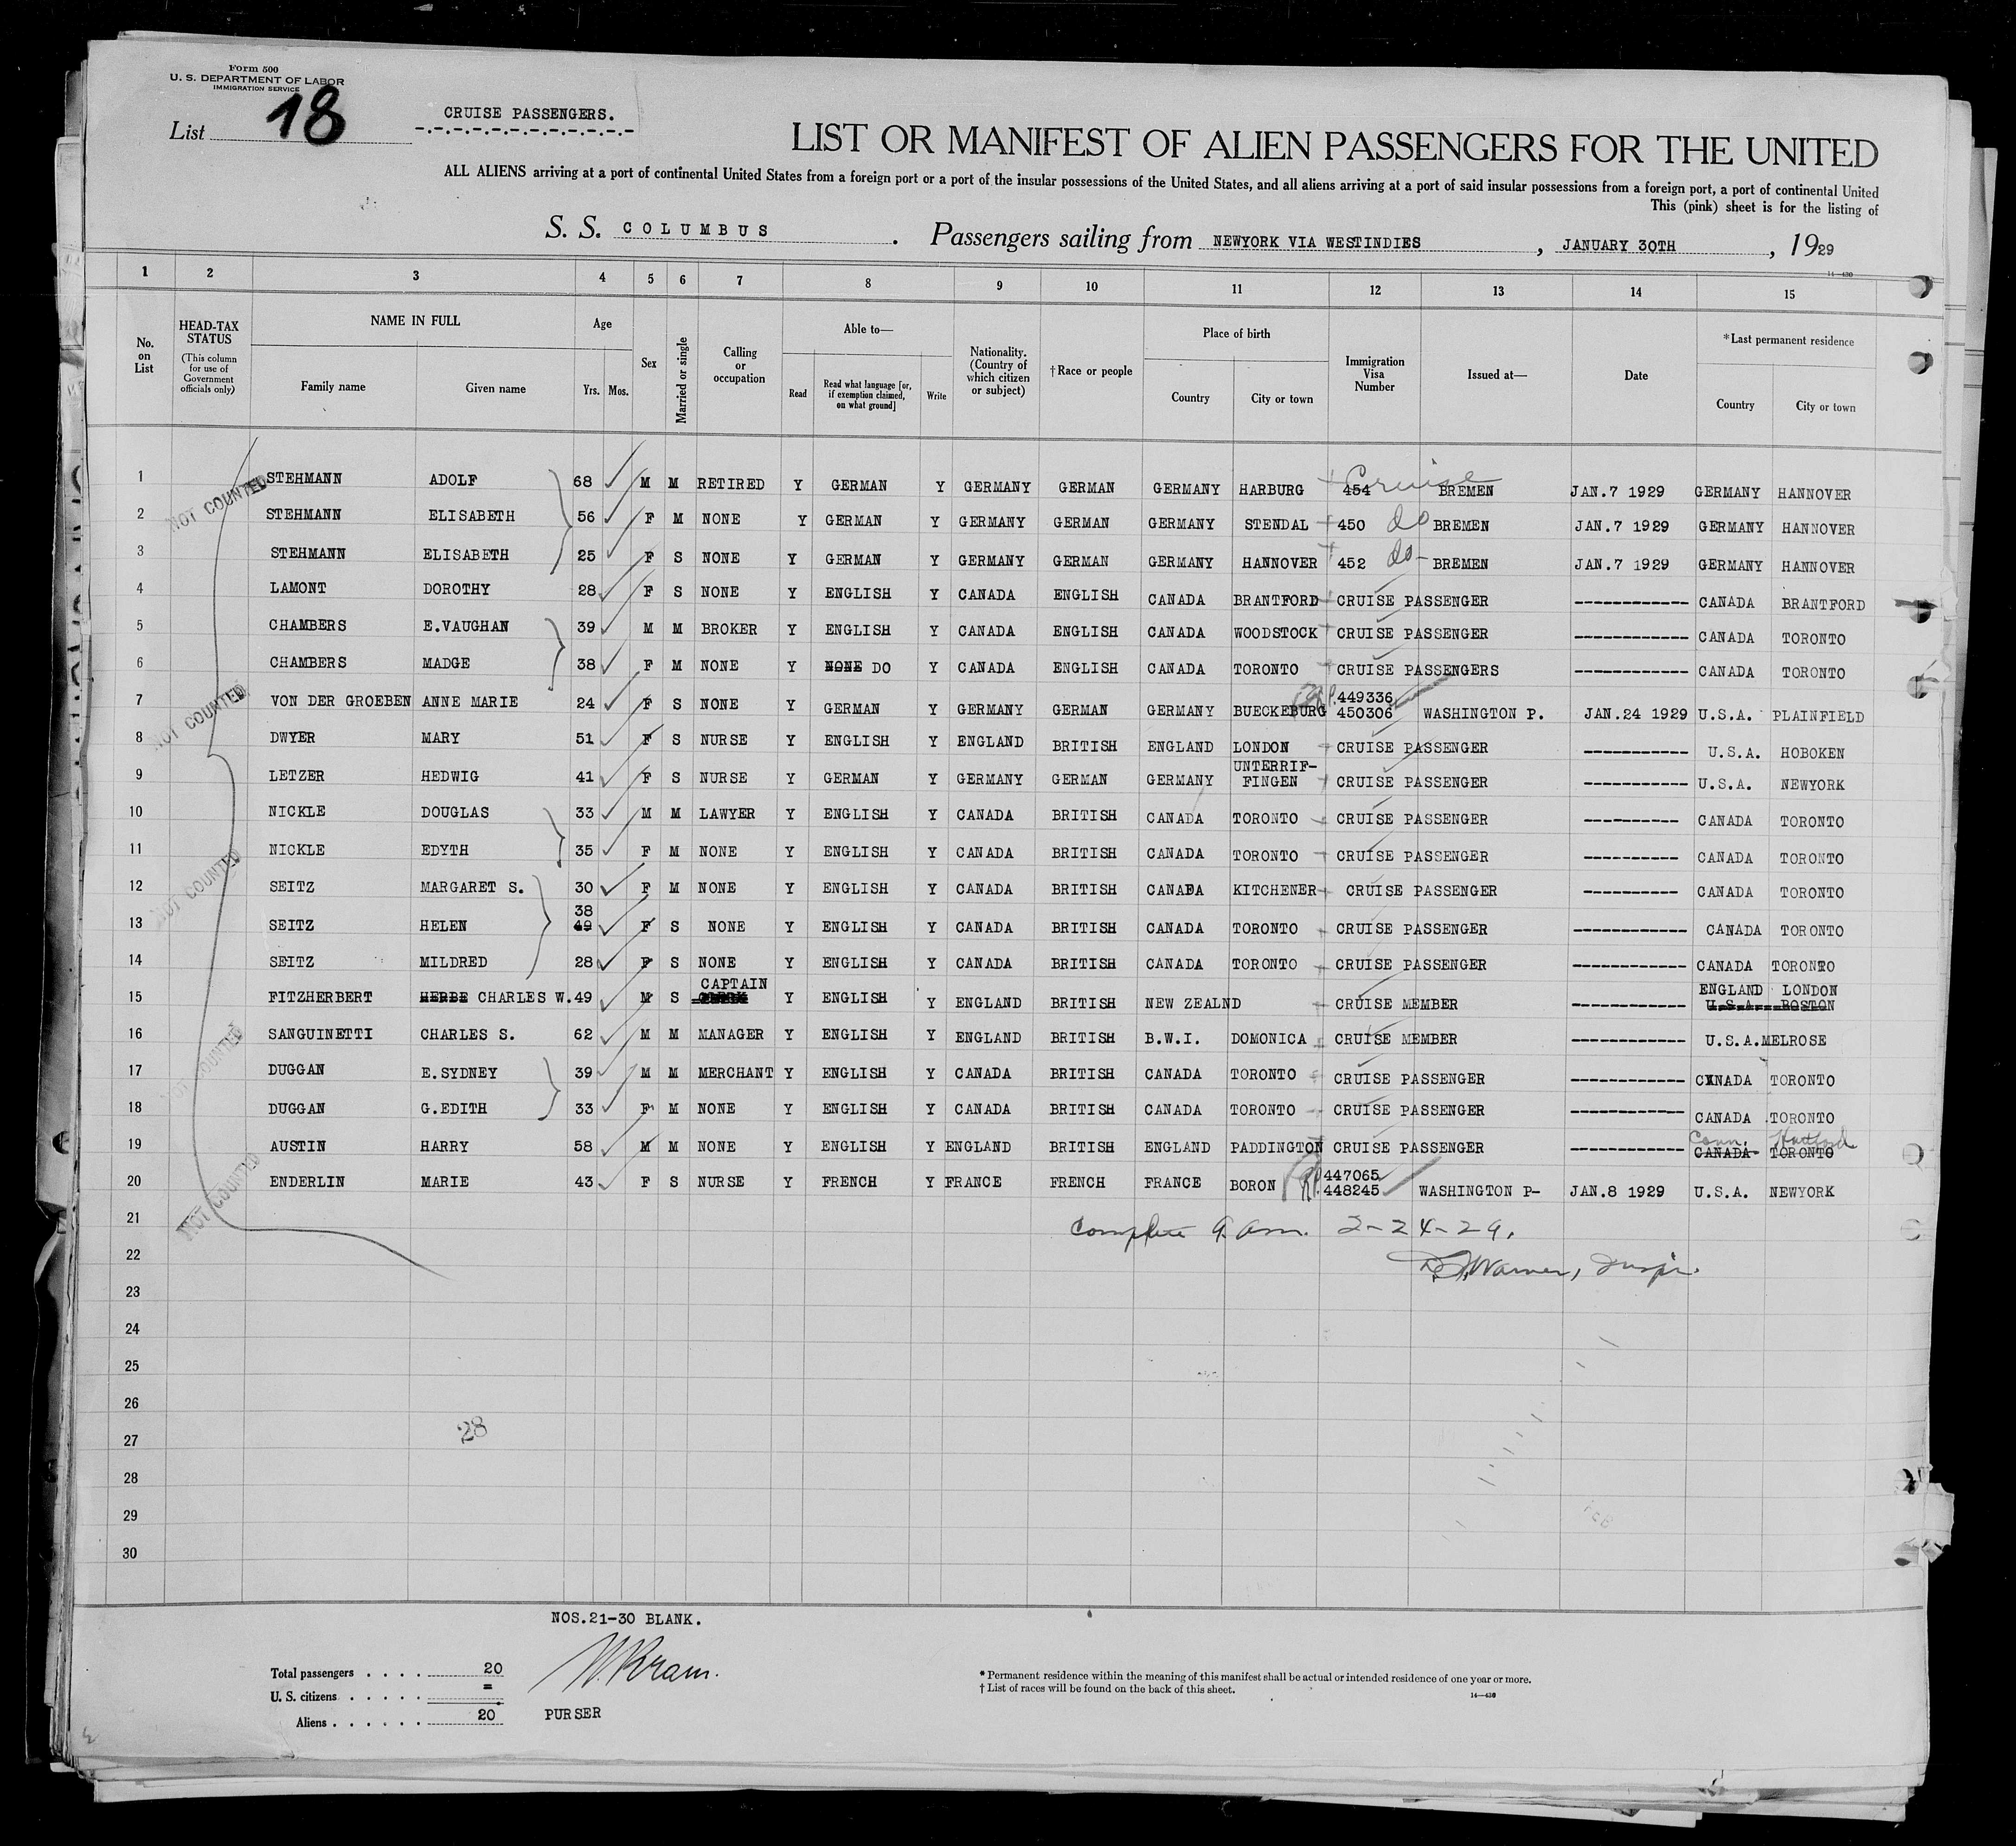 Form 500
U. S. DEPARTMENT OF LABOR
IMMIGRATION SERVICE
List 18
CRUISE PASSENGERS.
LIST OR MANIFEST OF ALIEN PASSENGERS FOR THE UNITED
ALL ALIENS arriving at a port of continental United States from a foreign port or a port of the insular possessions of the United States, and all aliens arriving at a port of said insular possessions from a foreign port, a port of continental United
This (pink) sheet is for the listing of
S. S. COLUMBUS. Passengers sailing from NEWYORK VIA WESTINDIES, JANUARY 30TH, 1929
14—430
1 2 3 4 5 6 7 8 9 10 11 12 13 14 15
No. on List
HEAD-TAX STATUS (This column for use of Government officials only)
NAME IN FULL
Family name Given name
Age
Yrs. Mos.
Sex
Married or single
Calling or occupation
Able to—
Read Read what language [or, if exemption claimed, on what ground] Write
Nationality. (Country of which citizen or subject)
†Race or people
Place of birth
Country City or town
Immigration Visa Number
Issued at—
Date
*Last permanent residence
Country City or town
1 STEHMANN ADOLF 68 M M RETIRED Y GERMAN Y GERMANY GERMAN GERMANY HARBURG 454 Cruise BREMEN JAN.7 1929 GERMANY HANNOVER
2 STEHMANN ELISABETH 56 F M NONE Y GERMAN Y GERMANY GERMAN GERMANY STENDAL 450 do BREMEN JAN.7 1929 GERMANY HANNOVER
3 STEHMANN ELISABETH 25 F S NONE Y GERMAN Y GERMANY GERMAN GERMANY HANNOVER 452 do- BREMEN JAN.7 1929 GERMANY HANNOVER
4 LAMONT DOROTHY 28 F S NONE Y ENGLISH Y CANADA ENGLISH CANADA BRANTFORD CRUISE PASSENGER ------------ CANADA BRANTFORD
5 CHAMBERS E.VAUGHAN 39 M M BROKER Y ENGLISH Y CANADA ENGLISH CANADA WOODSTOCK CRUISE PASSENGER ------------ CANADA TORONTO
6 CHAMBERS MADGE 38 F M NONE Y NONE DO Y CANADA ENGLISH CANADA TORONTO CRUISE PASSENGERS ------------ CANADA TORONTO
7 VON DER GROEBEN ANNE MARIE 24 F S NONE Y GERMAN Y GERMANY GERMAN GERMANY BUECKEBURG 449336 450306 WASHINGTON P. JAN.24 1929 U.S.A. PLAINFIELD
8 DWYER MARY 51 F S NURSE Y ENGLISH Y ENGLAND BRITISH ENGLAND LONDON CRUISE PASSENGER ----------- U.S.A. HOBOKEN
9 LETZER HEDWIG 41 F S NURSE Y GERMAN Y GERMANY GERMAN GERMANY UNTERRIF-FINGEN CRUISE PASSENGER ----------- U.S.A. NEWYORK
10 NICKLE DOUGLAS 33 M M LAWYER Y ENGLISH Y CANADA BRITISH CANADA TORONTO CRUISE PASSENGER ---------- CANADA TORONTO
11 NICKLE EDYTH 35 F M NONE Y ENGLISH Y CANADA BRITISH CANADA TORONTO CRUISE PASSENGER ---------- CANADA TORONTO
12 SEITZ MARGARET S. 30 F M NONE Y ENGLISH Y CANADA BRITISH CANADA KITCHENER CRUISE PASSENGER ---------- CANADA TORONTO
13 SEITZ HELEN 38 49 F S NONE Y ENGLISH Y CANADA BRITISH CANADA TORONTO CRUISE PASSENGER ------------ CANADA TORONTO
14 SEITZ MILDRED 28 F S NONE Y ENGLISH Y CANADA BRITISH CANADA TORONTO CRUISE PASSENGER ------------ CANADA TORONTO
15 FITZHERBERT HERBE CHARLES W. 49 M S CAPTAIN Y ENGLISH Y ENGLAND BRITISH NEW ZEALND CRUISE MEMBER ------------ ENGLAND LONDON U.S.A. BOSTON
16 SANGUINETTI CHARLES S. 62 M M MANAGER Y ENGLISH Y ENGLAND BRITISH B.W.I. DOMONICA CRUISE MEMBER ------------ U.S.A.MELROSE
17 DUGGAN E.SYDNEY 39 M M MERCHANT Y ENGLISH Y CANADA BRITISH CANADA TORONTO CRUISE PASSENGER ------------ CXNADA TORONTO
18 DUGGAN G.EDITH 33 F M NONE Y ENGLISH Y CANADA BRITISH CANADA TORONTO CRUISE PASSENGER ------------ CANADA TORONTO
19 AUSTIN HARRY 58 M M NONE Y ENGLISH Y ENGLAND BRITISH ENGLAND PADDINGTON CRUISE PASSENGER ------------ Conn. CANADA TORONTO
20 ENDERLIN MARIE 43 F S NURSE Y FRENCH Y FRANCE FRENCH FRANCE BORON 447065 448245 WASHINGTON P- JAN.8 1929 U.S.A. NEWYORK
NOT COUNTED
NOT COUNTED
NOT COUNTED
NOT COUNTED
NOT COUNTED
21 Complete 2-24-29.
22 Warner, Inspr.
23
24
25
26
27 28
28
29
30
NOS.21-30 BLANK.
Total passengers . . . . 20
U. S. citizens . . . . . =
Aliens . . . . . . 20
PURSER
* Permanent residence within the meaning of this manifest shall be actual or intended residence of one year or more.
† List of races will be found on the back of this sheet.
14—430